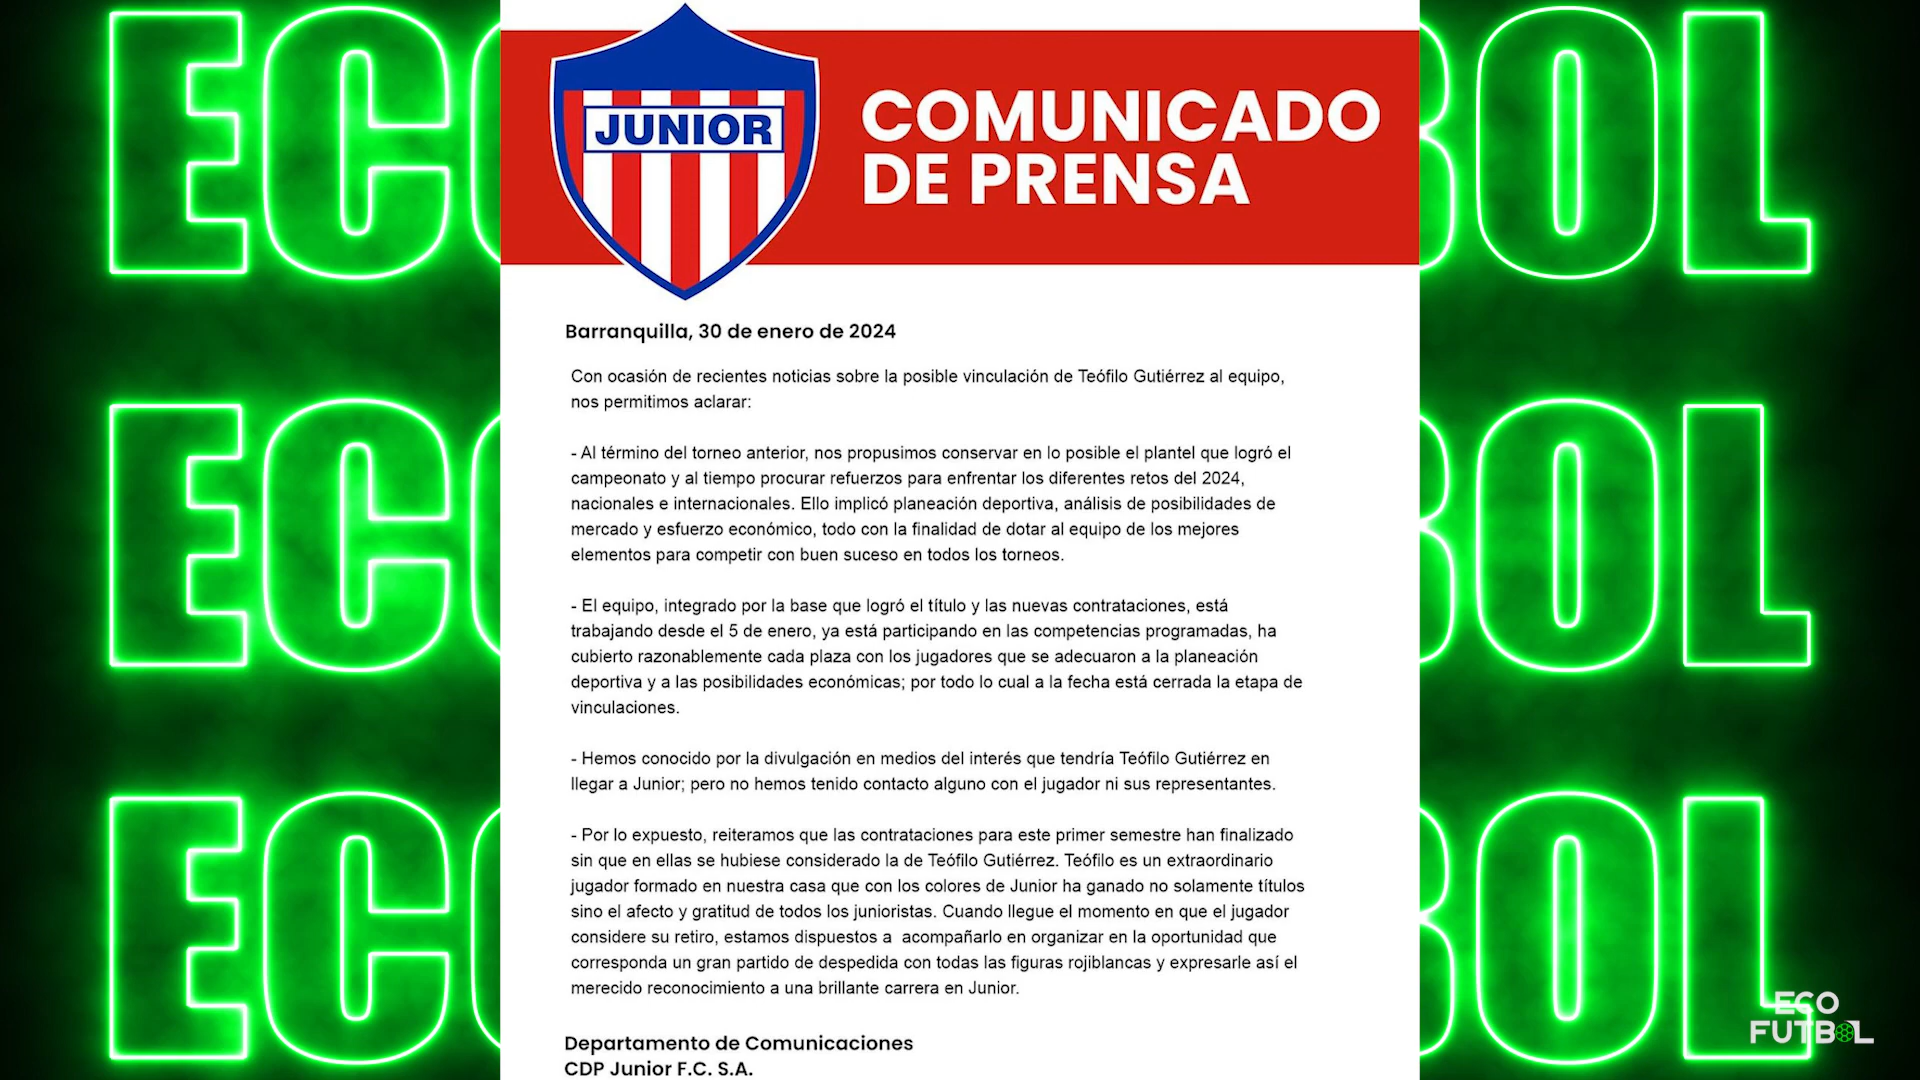 JUNIOR
COMUNICADO
DE PRENSA
Barranquilla, 30 de enero de 2024
Con ocasión de recientes noticias sobre la posible vinculación de Teófilo Gutiérrez al equipo,
nos permitimos aclarar:
- Al término del torneo anterior, nos propusimos conservar en lo posible el plantel que logró el
campeonato y al tiempo procurar refuerzos para enfrentar los diferentes retos del 2024,
nacionales e internacionales. Ello implicó planeación deportiva, análisis de posibilidades de
mercado y esfuerzo económico, todo con la finalidad de dotar al equipo de los mejores
elementos para competir con buen suceso en todos los torneos.
- El equipo, integrado por la base que logró el título y las nuevas contrataciones, está
trabajando desde el 5 de enero, ya está participando en las competencias programadas, ha
cubierto razonablemente cada plaza con los jugadores que se adecuaron a la planeación
deportiva y a las posibilidades económicas; por todo lo cual a la fecha está cerrada la etapa de
vinculaciones.
- Hemos conocido por la divulgación en medios del interés que tendría Teófilo Gutiérrez en
llegar a Junior; pero no hemos tenido contacto alguno con el jugador ni sus representantes.
- Por lo expuesto, reiteramos que las contrataciones para este primer semestre han finalizado
sin que en ellas se hubiese considerado la de Teófilo Gutiérrez. Teófilo es un extraordinario
jugador formado en nuestra casa que con los colores de Junior ha ganado no solamente títulos
sino el afecto y gratitud de todos los junioristas. Cuando llegue el momento en que el jugador
considere su retiro, estamos dispuestos a acompañarlo en organizar en la oportunidad que
corresponda un gran partido de despedida con todas las figuras rojiblancas y expresarle así el
merecido reconocimiento a una brillante carrera en Junior.
Departamento de Comunicaciones
CDP Junior F.C. S.A.
EC
BOL
EC
BOL
EC
BOL
ECO
FUTBOL